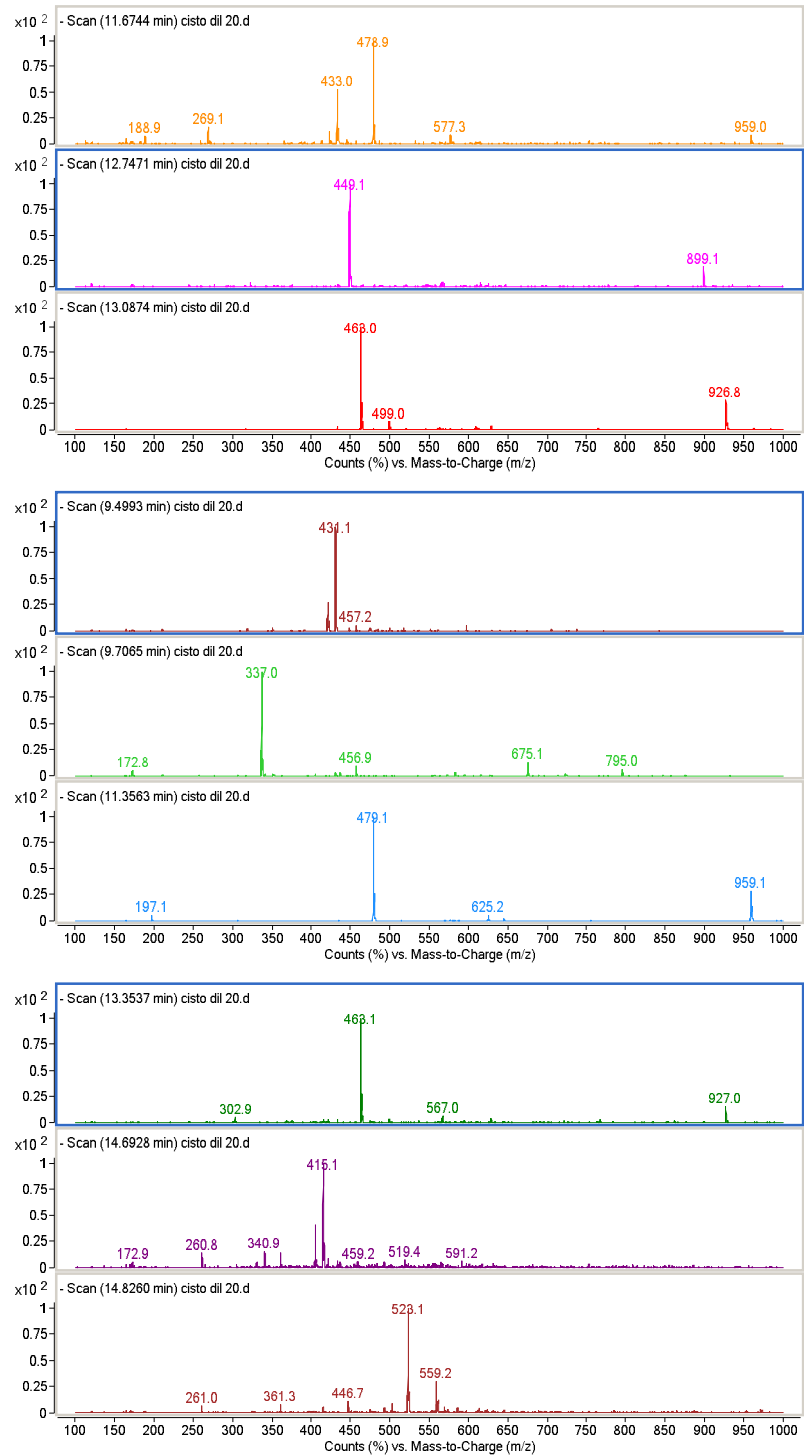 x10 2
- Scan (11.6744 min) cisto dil 20.d
1
0.75
0.5
0.25
0
188.9 269.1 433.0 478.9 577.3 959.0
x10 2
- Scan (12.7471 min) cisto dil 20.d
1
0.75
0.5
0.25
0
449.1 899.1
x10 2
- Scan (13.0874 min) cisto dil 20.d
1
0.75
0.5
0.25
0
463.0 499.0 926.8
100 150 200 250 300 350 400 450 500 550 600 650 700 750 800 850 900 950 1000
Counts (%) vs. Mass-to-Charge (m/z)
x10 2
- Scan (9.4993 min) cisto dil 20.d
1
0.75
0.5
0.25
0
431.1 457.2
x10 2
- Scan (9.7065 min) cisto dil 20.d
1
0.75
0.5
0.25
0
172.8 337.0 456.9 675.1 795.0
x10 2
- Scan (11.3563 min) cisto dil 20.d
1
0.75
0.5
0.25
0
197.1 479.1 625.2 959.1
100 150 200 250 300 350 400 450 500 550 600 650 700 750 800 850 900 950 1000
Counts (%) vs. Mass-to-Charge (m/z)
x10 2
- Scan (13.3537 min) cisto dil 20.d
1
0.75
0.5
0.25
0
302.9 463.1 567.0 927.0
x10 2
- Scan (14.6928 min) cisto dil 20.d
1
0.75
0.5
0.25
0
172.9 260.8 340.9 415.1 459.2 519.4 591.2
x10 2
- Scan (14.8260 min) cisto dil 20.d
1
0.75
0.5
0.25
0
261.0 361.3 446.7 523.1 559.2
100 150 200 250 300 350 400 450 500 550 600 650 700 750 800 850 900 950 1000
Counts (%) vs. Mass-to-Charge (m/z)